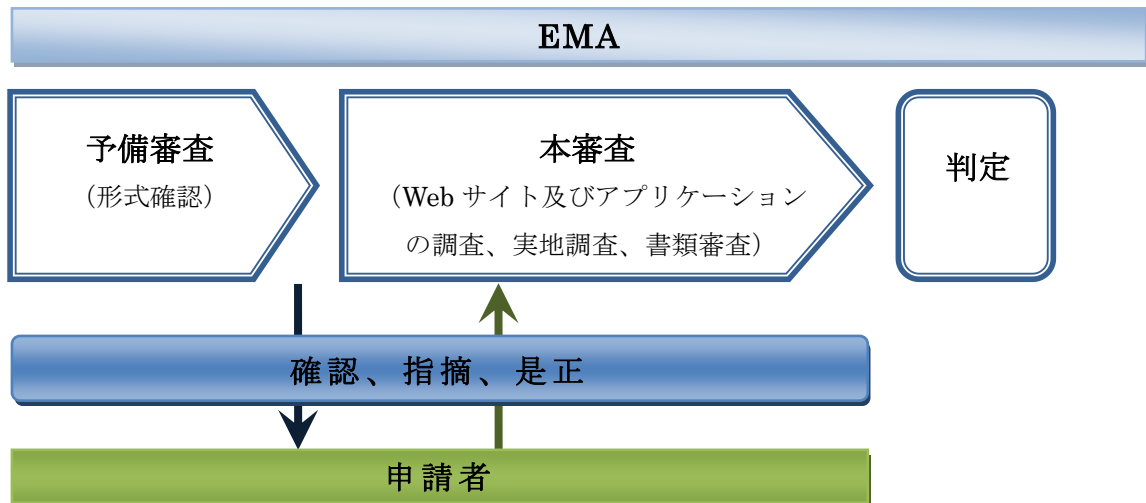 EMA
予備審査
（形式確認）
本審査
（Web サイト及びアプリケーション
の調査、実地調査、書類審査）
判定
確認、指摘、是正
申請者